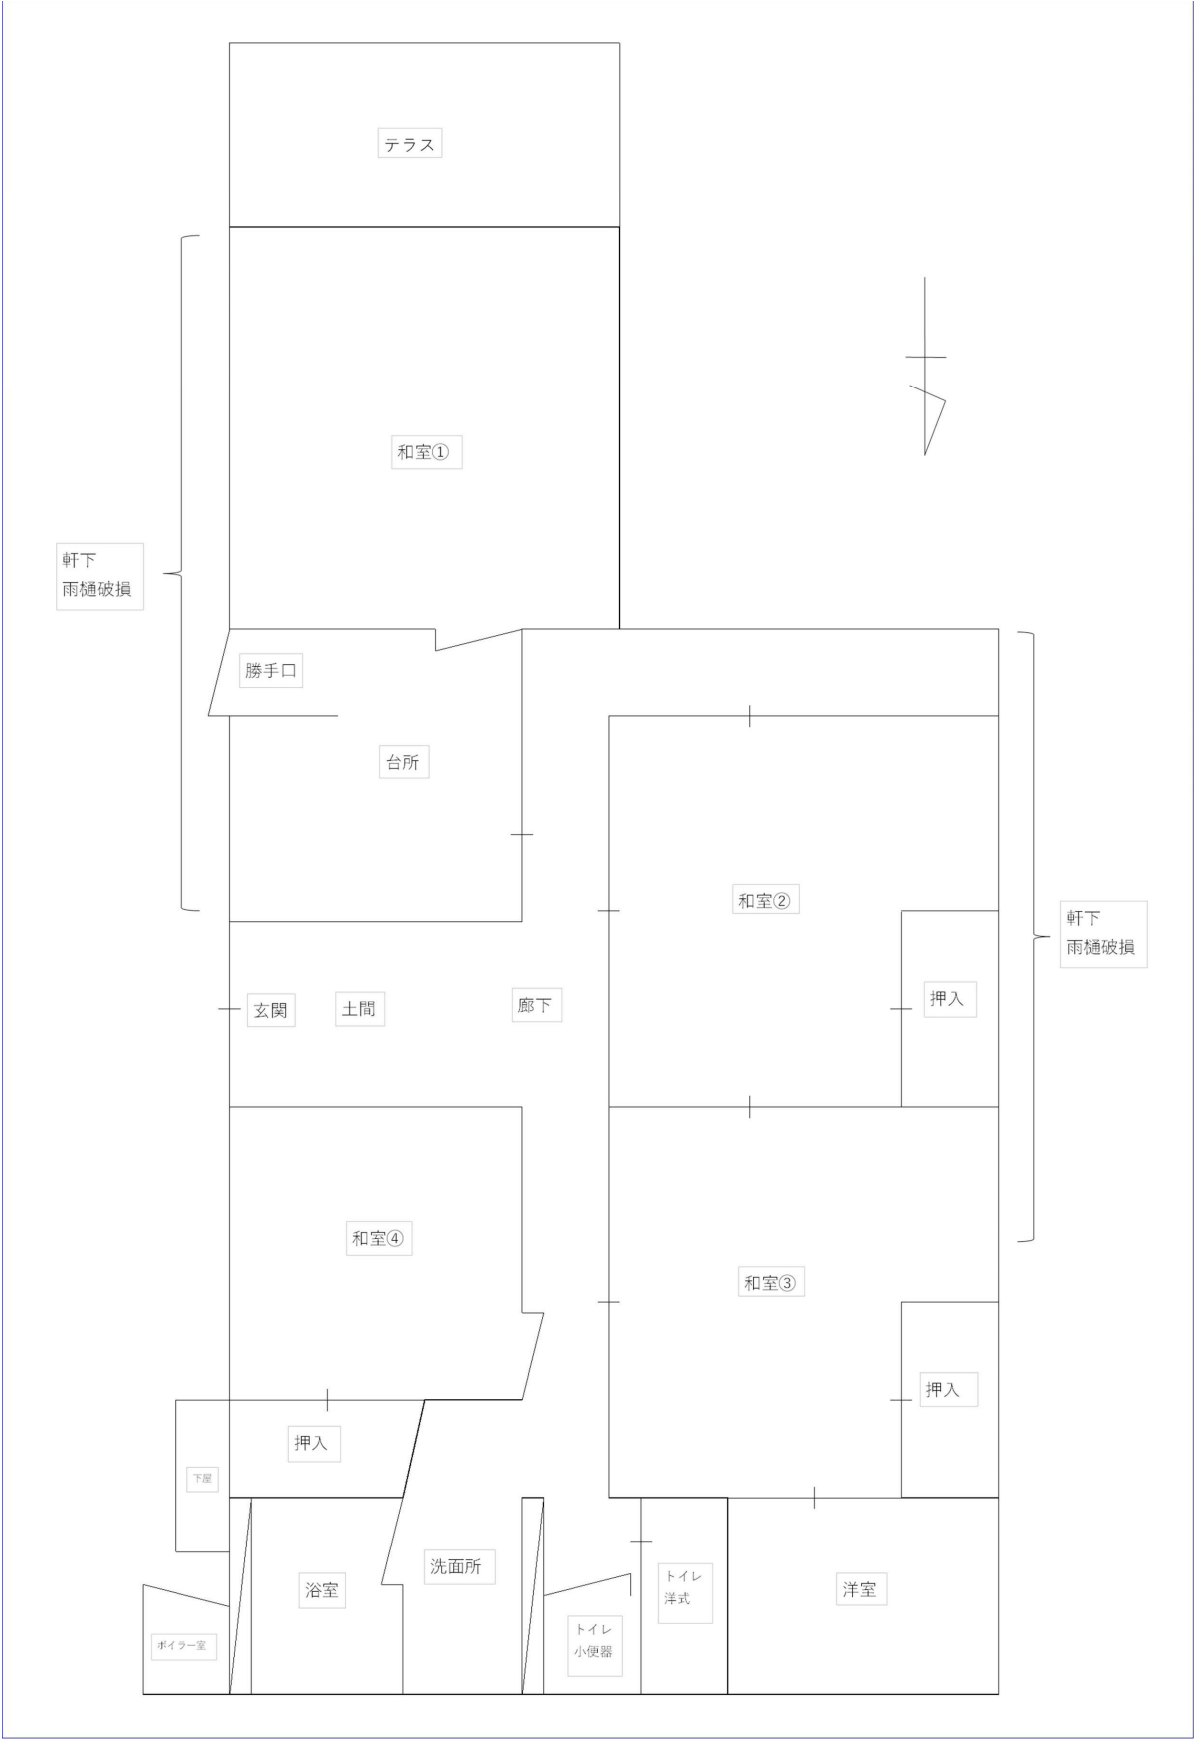 テラス
和室①
軒下
雨樋破損
勝手口
台所
和室②
軒下
雨樋破損
押入
玄関
土間
廊下
和室④
和室③
押入
押入
下屋
洗面所
浴室
トイレ
洋式
洋室
ボイラー室
トイレ
小便器